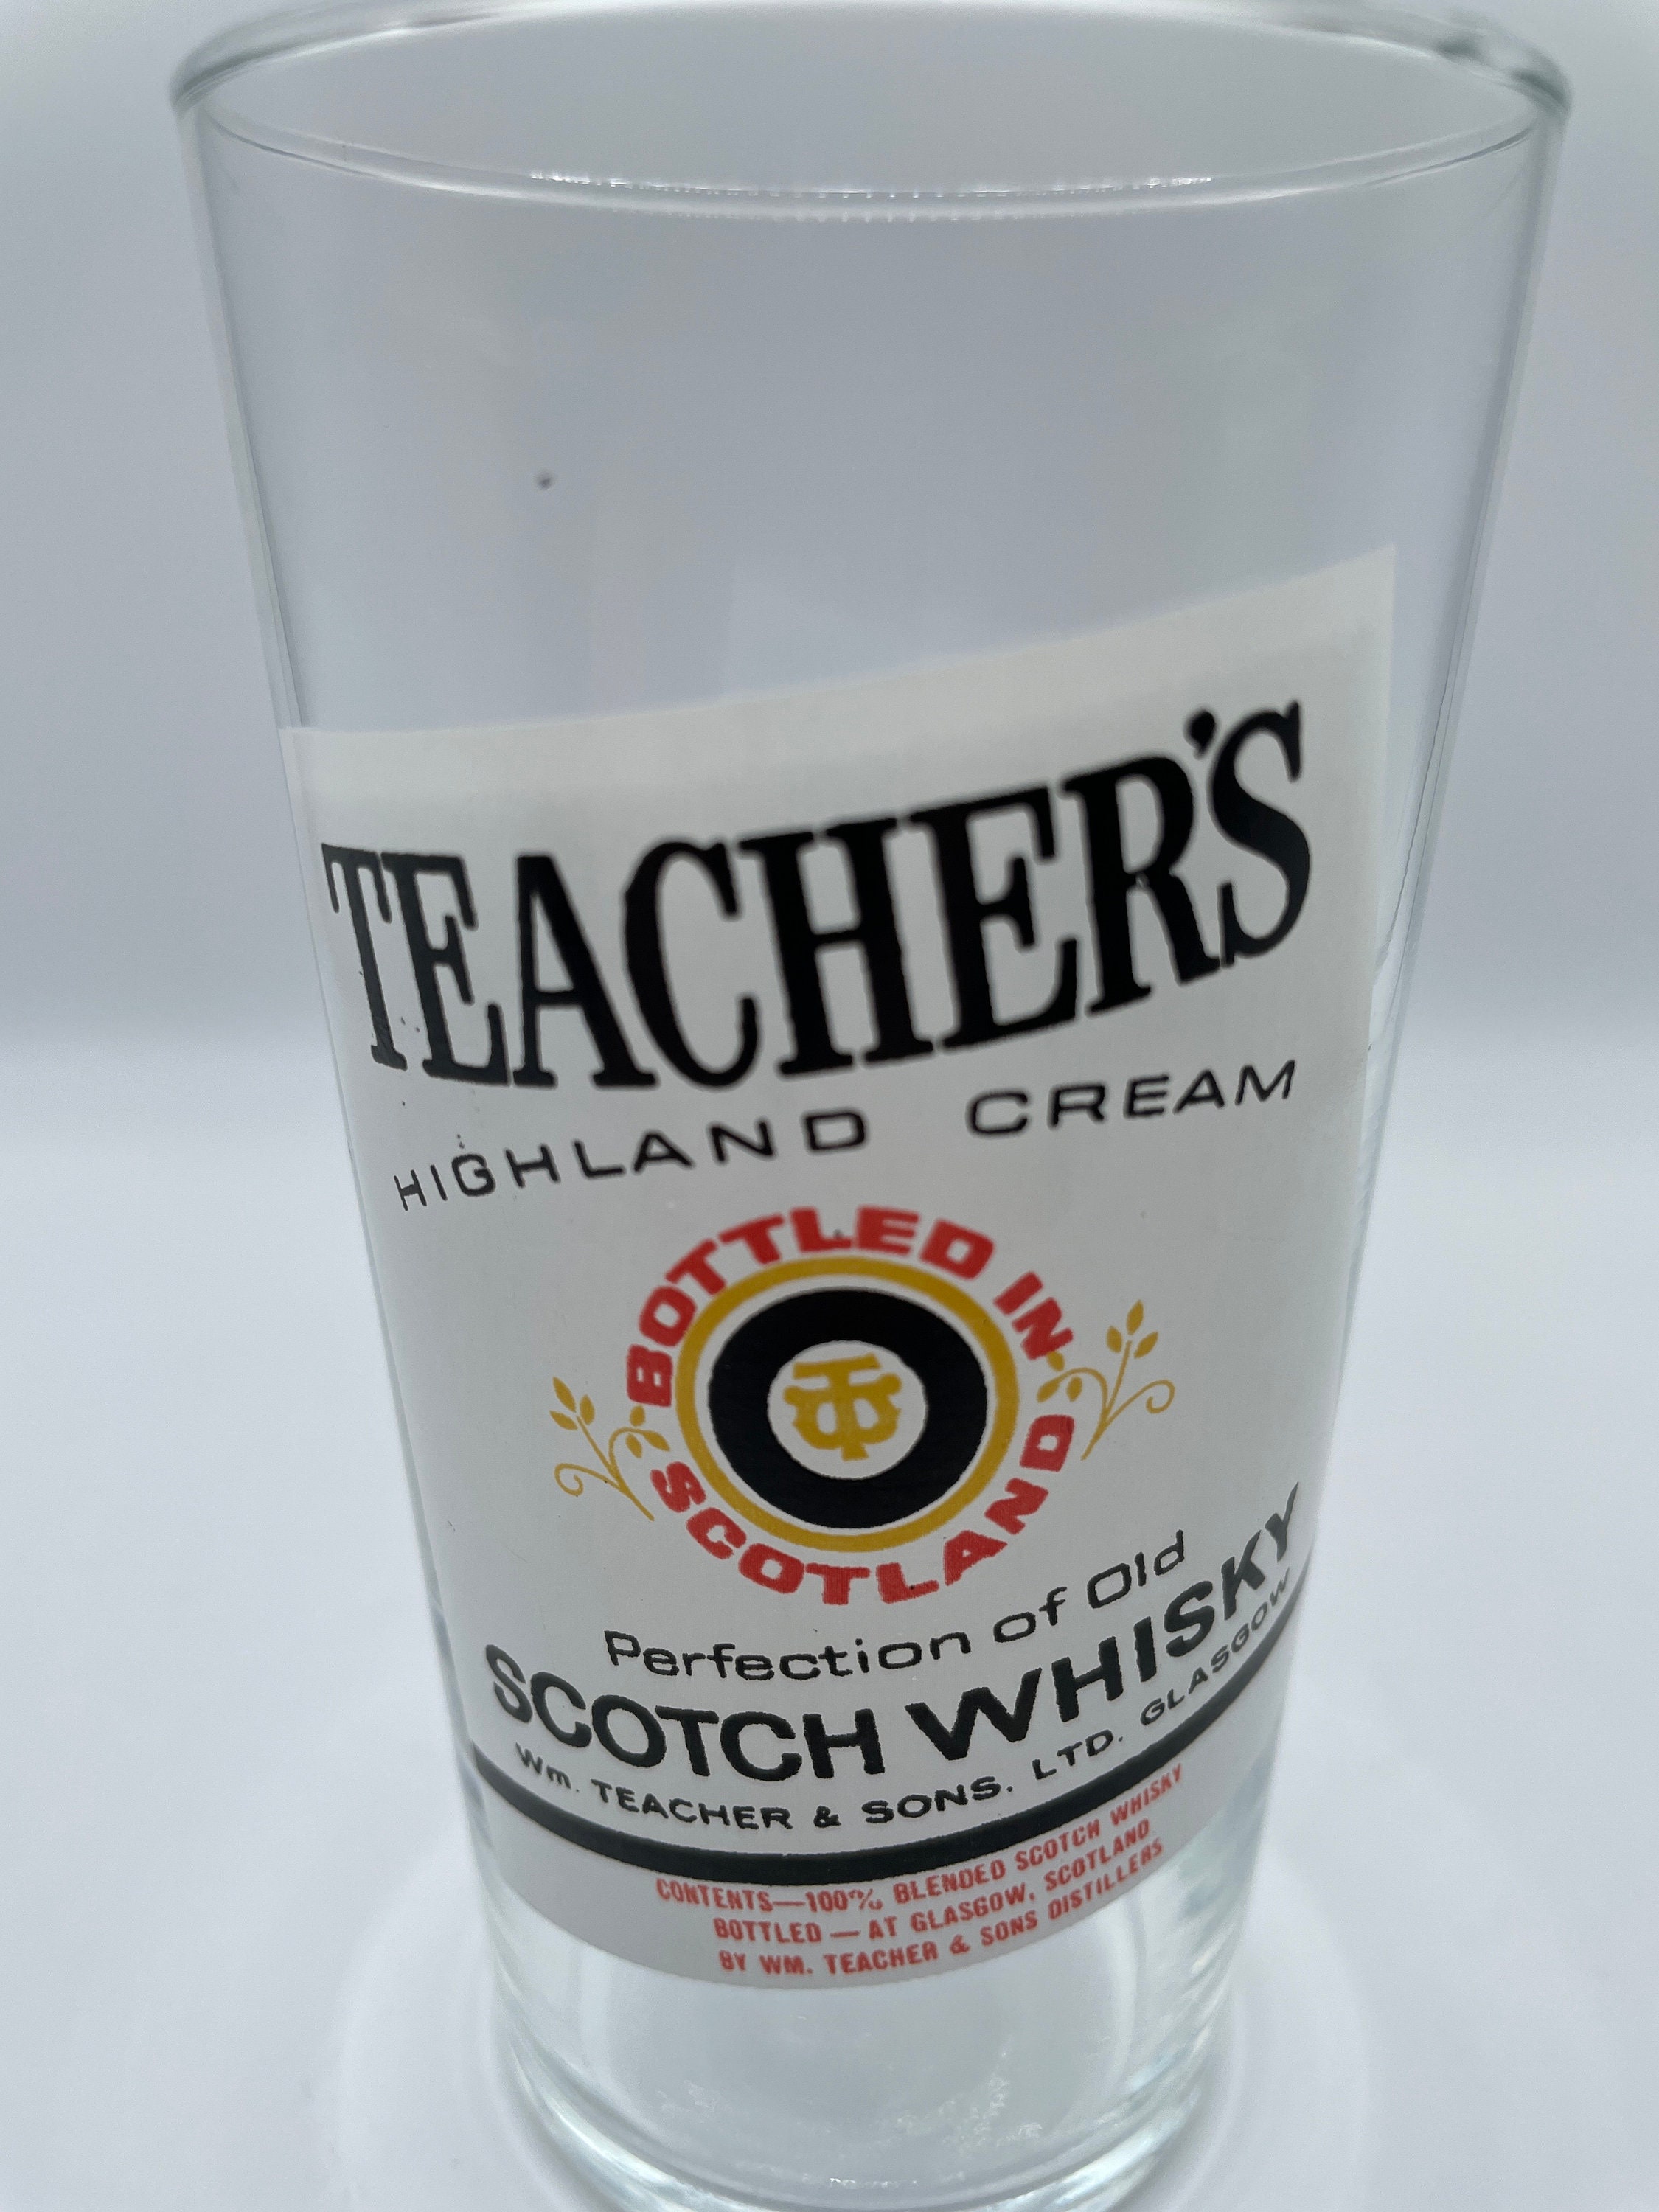 TEACHER'S
HIGHLAND CREAM
BOTTLED IN
SCOTLAND
Perfection of Old
SCOTCH WHISKY
Wm. TEACHER & SONS. LTD. GLASGOW
CONTENTS—100% BLENDED SCOTCH WHISKY
BOTTLED — AT GLASGOW, SCOTLAND
BY WM. TEACHER & SONS DISTILLERS